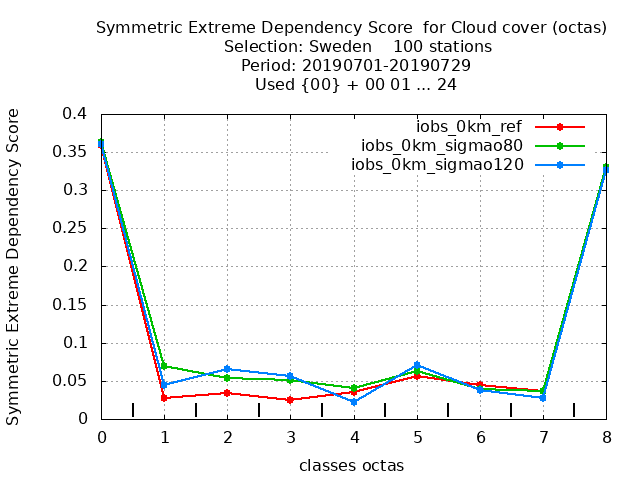 Symmetric Extreme Dependency Score  for Cloud cover (octas)
Selection: Sweden    100 stations
Period: 20190701-20190729
Used {00} + 00 01 ... 24
Symmetric Extreme Dependency Score
0.4
0.35
0.3
0.25
0.2
0.15
0.1
0.05
0
iobs_0km_ref
iobs_0km_sigmao80
iobs_0km_sigmao120
0 1 2 3 4 5 6 7 8
classes octas